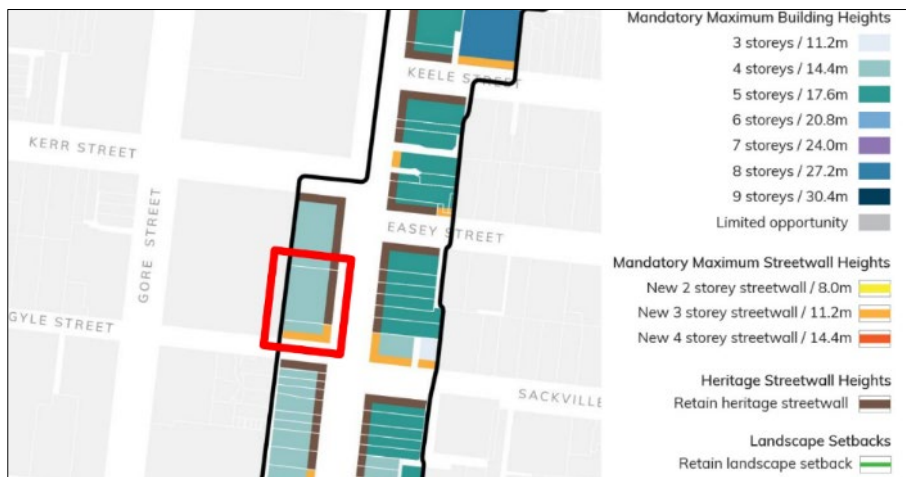 KEELE STREET
KERR STREET
GORE STREET
EASEY STREET
GYLE STREET
SACKVILLE
Mandatory Maximum Building Heights
3 storeys / 11.2m
4 storeys / 14.4m
5 storeys / 17.6m
6 storeys / 20.8m
7 storeys / 24.0m
8 storeys / 27.2m
9 storeys / 30.4m
Limited opportunity
Mandatory Maximum Streetwall Heights
New 2 storey streetwall / 8.0m
New 3 storey streetwall / 11.2m
New 4 storey streetwall / 14.4m
Heritage Streetwall Heights
Retain heritage streetwall
Landscape Setbacks
Retain landscape setback